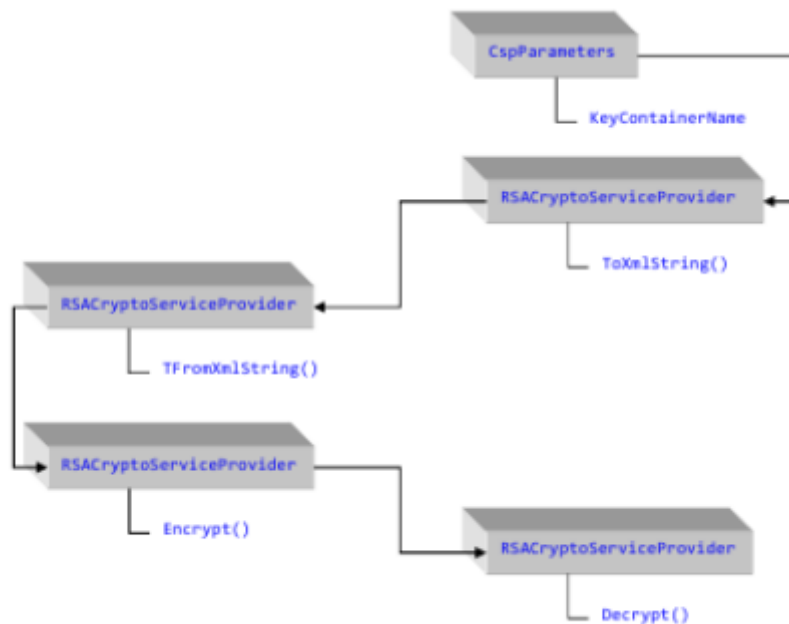 CspParameters
KeyContainerName
RSACryptoServiceProvider
ToXmlString()
RSACryptoServiceProvider
TFromXmlString()
RSACryptoServiceProvider
Encrypt()
RSACryptoServiceProvider
Decrypt()